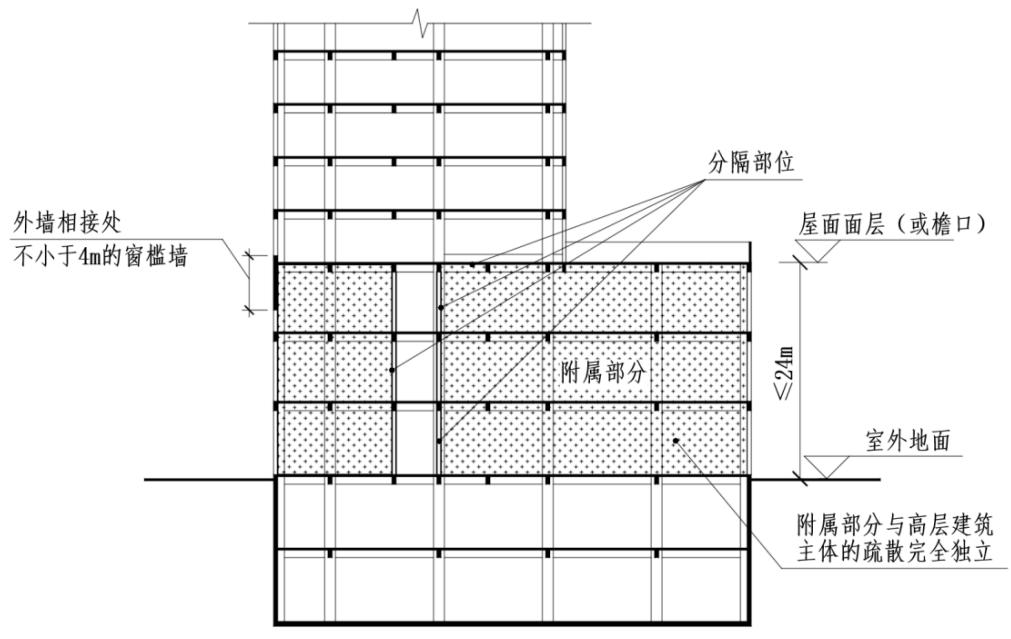 分隔部位
外墙相接处
不小于4m的窗槛墙
屋面面层（或檐口）
≤24m
附属部分
室外地面
附属部分与高层建筑
主体的疏散完全独立